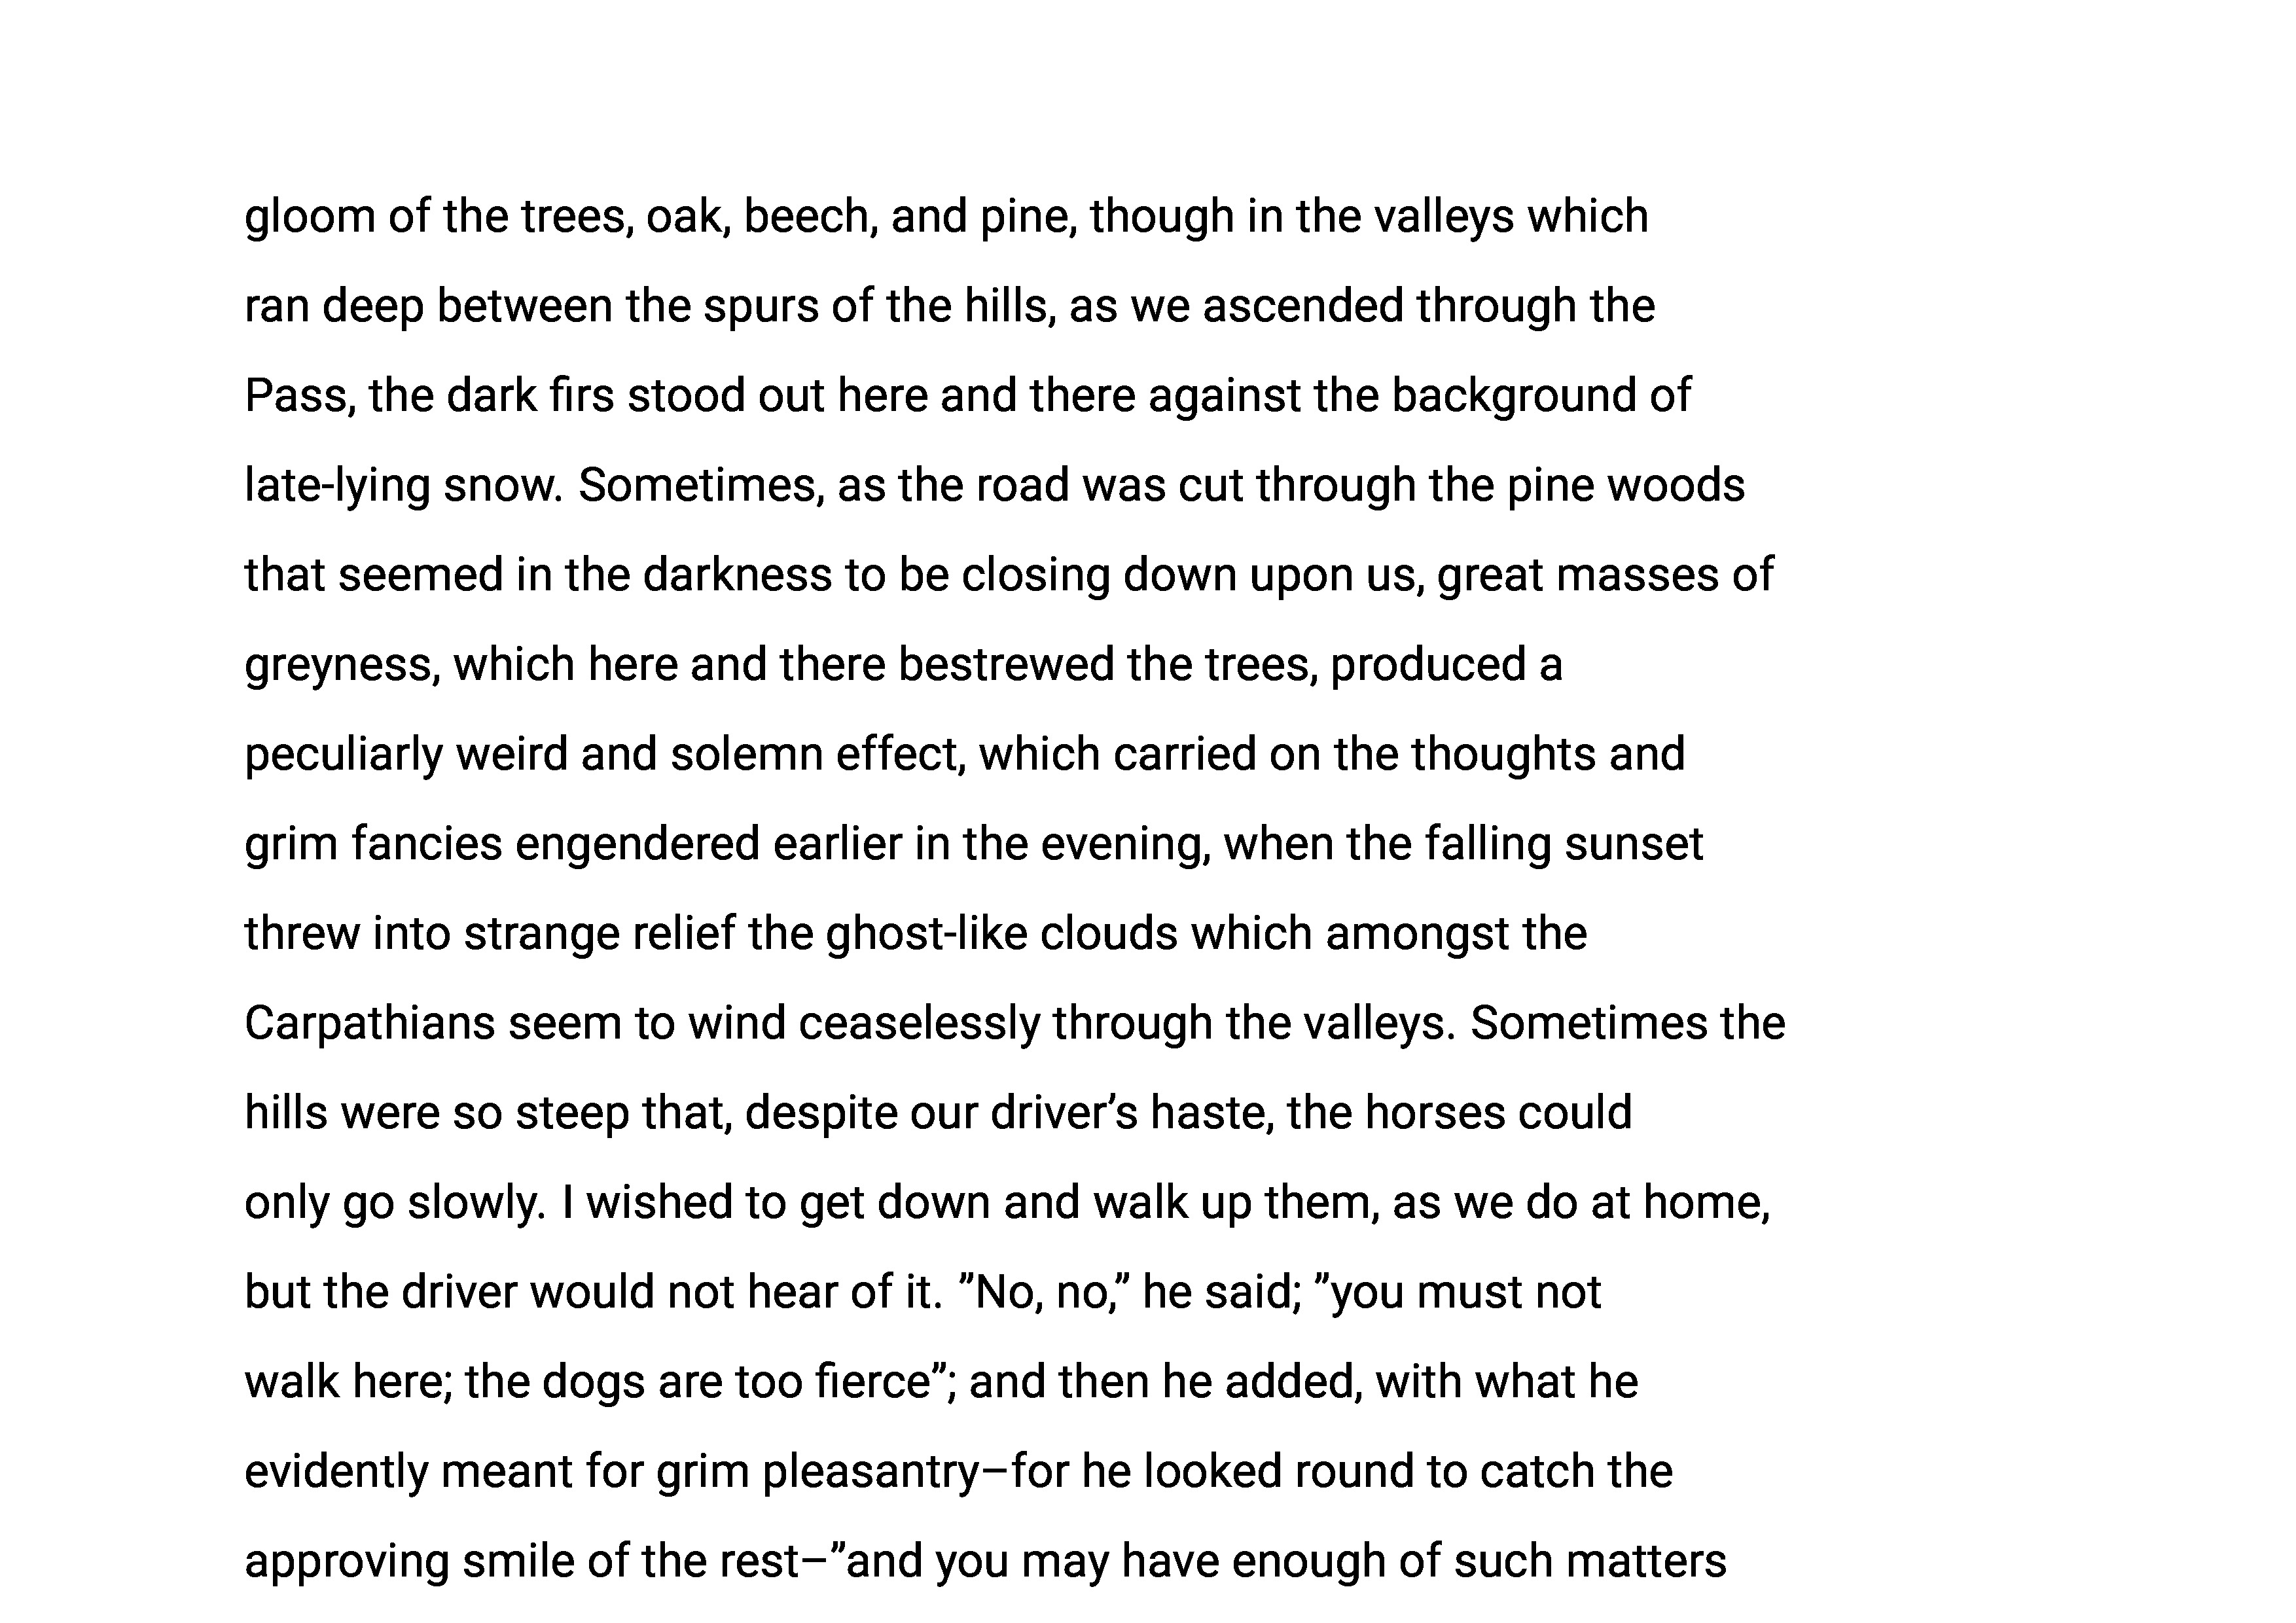 gloom of the trees, oak, beech, and pine, though in the valleys which
ran deep between the spurs of the hills, as we ascended through the
Pass, the dark firs stood out here and there against the background of
late-lying snow. Sometimes, as the road was cut through the pine woods
that seemed in the darkness to be closing down upon us, great masses of
greyness, which here and there bestrewed the trees, produced a
peculiarly weird and solemn effect, which carried on the thoughts and
grim fancies engendered earlier in the evening, when the falling sunset
threw into strange relief the ghost-like clouds which amongst the
Carpathians seem to wind ceaselessly through the valleys. Sometimes the
hills were so steep that, despite our driver’s haste, the horses could
only go slowly. I wished to get down and walk up them, as we do at home,
but the driver would not hear of it. ”No, no,” he said; ”you must not
walk here; the dogs are too fierce”; and then he added, with what he
evidently meant for grim pleasantry–for he looked round to catch the
approving smile of the rest–”and you may have enough of such matters